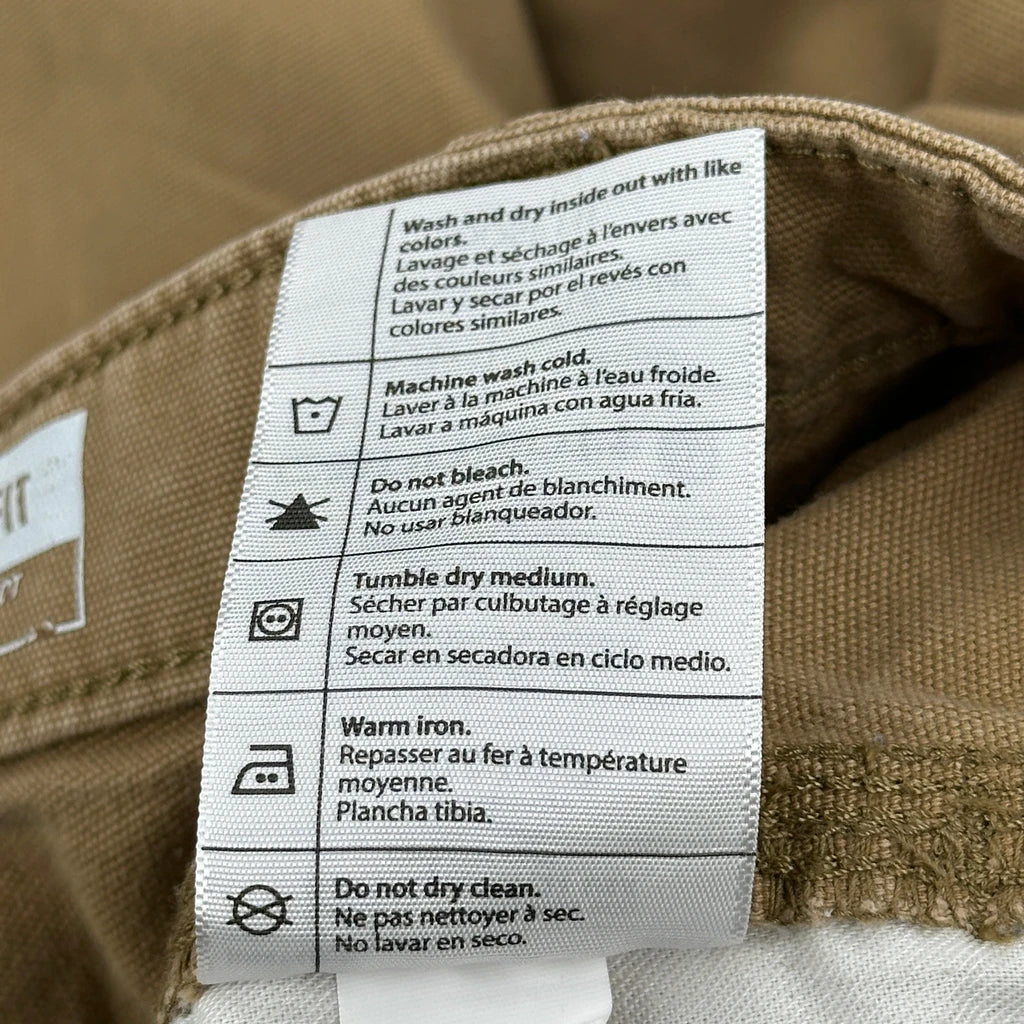 Wash and dry inside out with like
colors.
Lavage et séchage à l'envers avec
des couleurs similaires.
Lavar y secar por el revés con
colores similares.
Machine wash cold.
Laver à la machine à l'eau froide.
Lavar a máquina con agua fría.
Do not bleach.
Aucun agent de blanchiment.
No usar blanqueador.
Tumble dry medium.
Sécher par culbutage à réglage
moyen.
Secar en secadora en ciclo medio.
Warm iron.
Repasser au fer à température
moyenne.
Plancha tibia.
Do not dry clean.
Ne pas nettoyer à sec.
No lavar en seco.